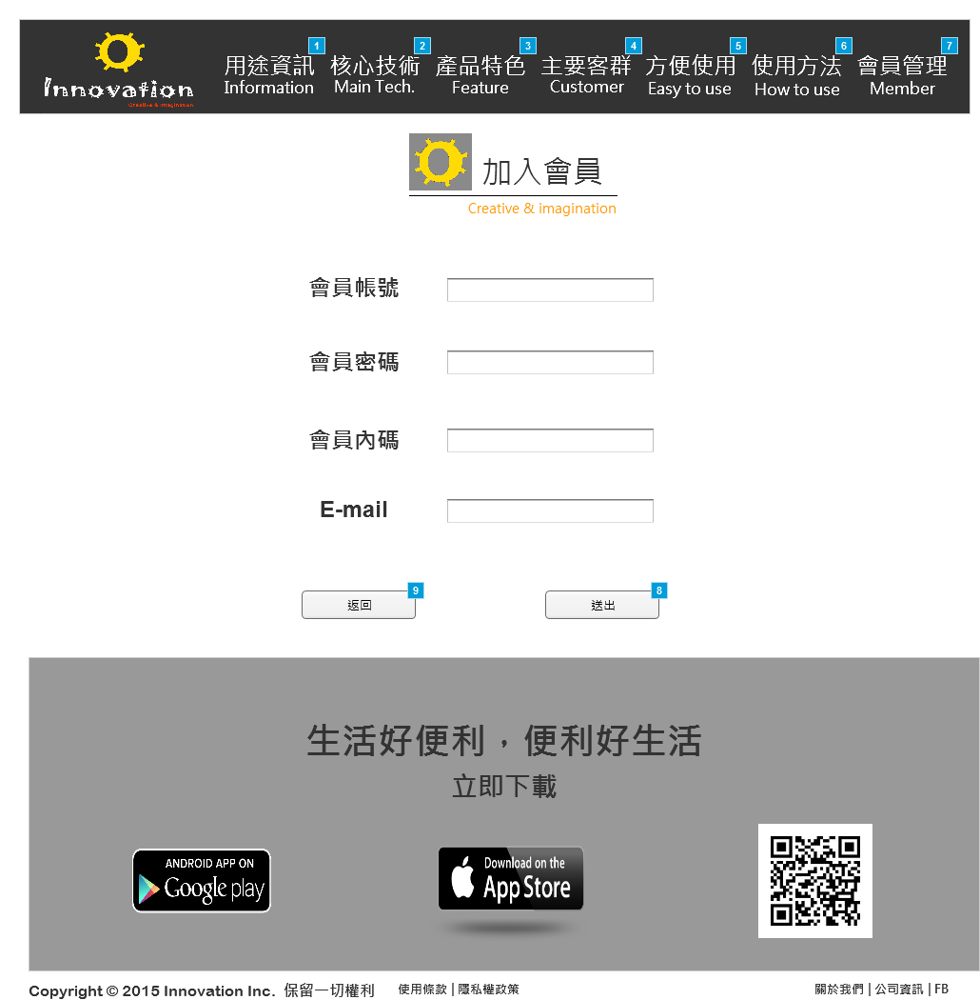 Innovation
Creative & imagination
1 2 3 4 5 6 7
用途資訊 核心技術 產品特色 主要客群 方便使用 使用方法 會員管理
Information Main Tech. Feature Customer Easy to use How to use Member
加入會員
Creative & imagination
會員帳號
會員密碼
會員內碼
E-mail
9 8
返回 送出
生活好便利，便利好生活
立即下載
ANDROID APP ON
Google play
Download on the
App Store
Copyright © 2015 Innovation Inc. 保留一切權利 使用條款 | 隱私權政策 關於我們 | 公司資訊 | FB